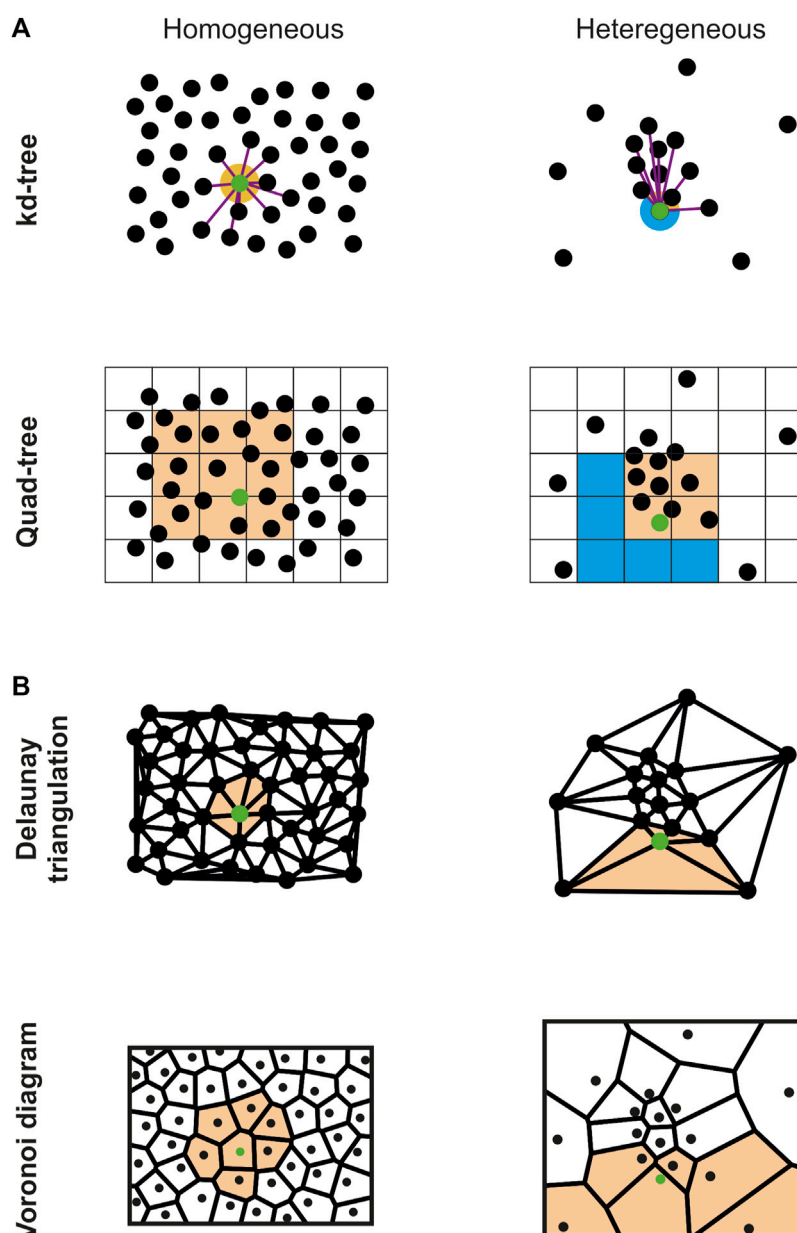 A
Homogeneous
Heteregeneous
kd-tree
Quad-tree
B
Delaunay
triangulation
Voronoi diagram